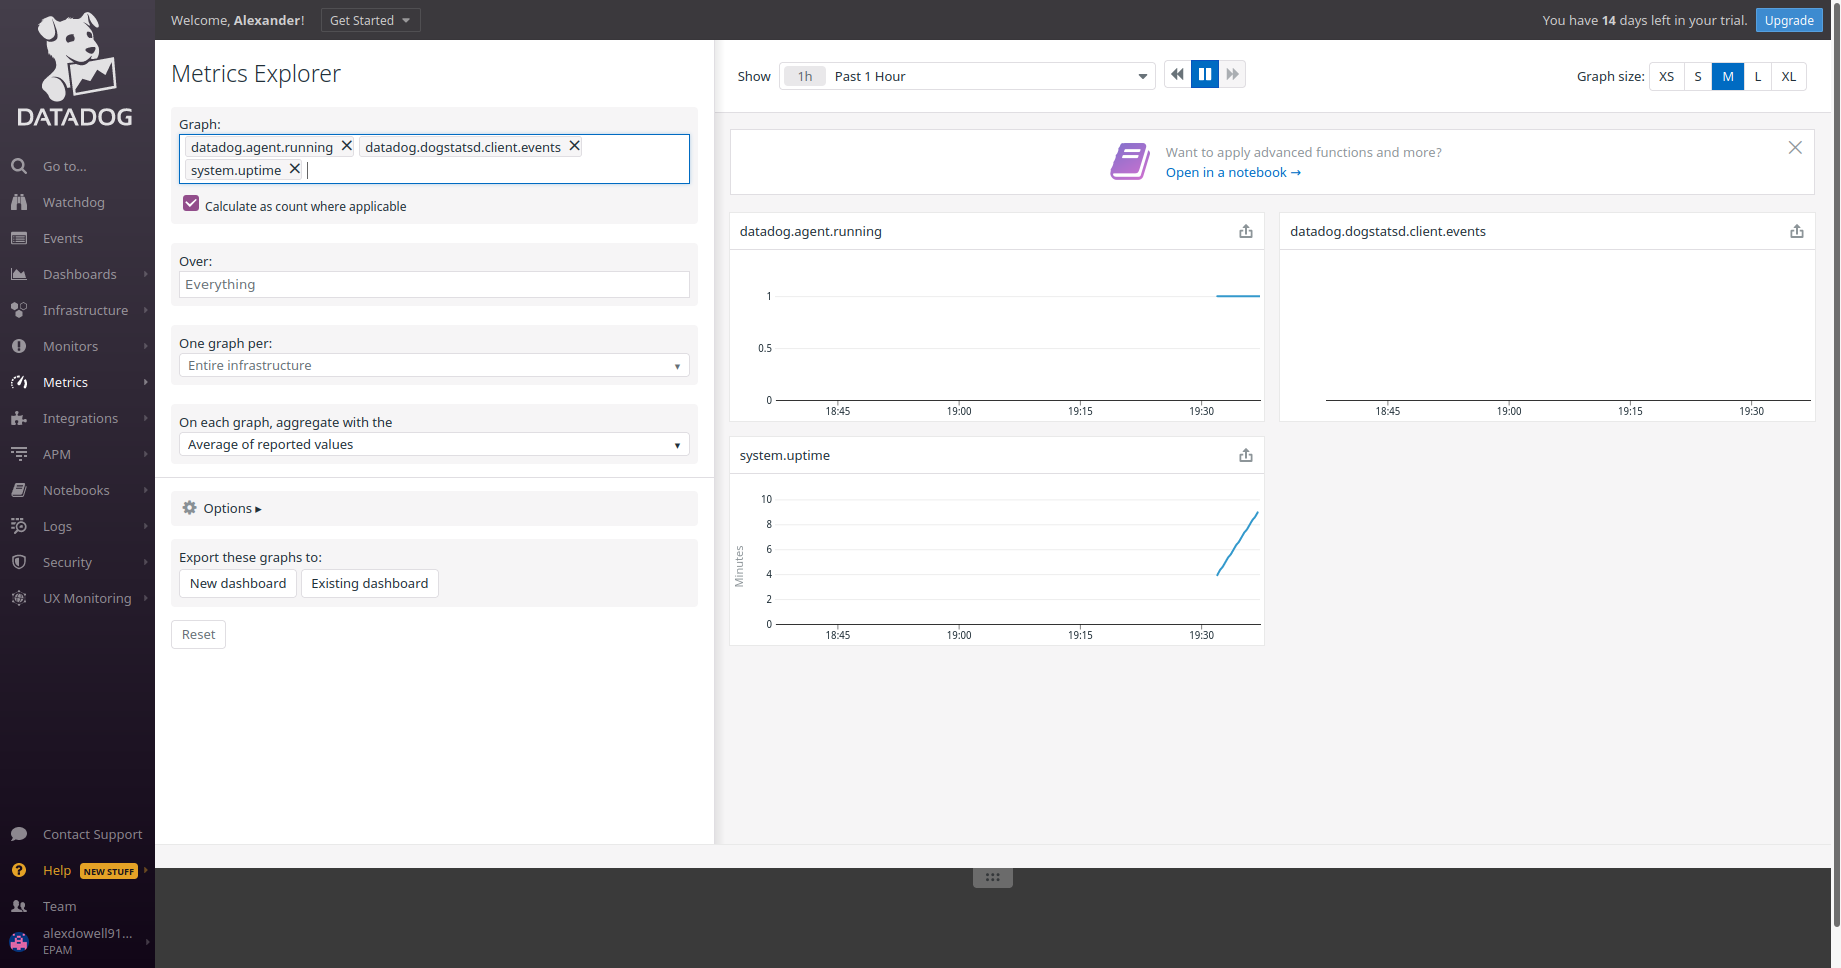 DATADOG
Go to...
Watchdog
Events
Dashboards
Infrastructure
Monitors
Metrics
Integrations
APM
Notebooks
Logs
Security
UX Monitoring
Contact Support
Help NEW STUFF
Team
alexdowell91...
EPAM
Welcome, Alexander!
Get Started
You have 14 days left in your trial.
Upgrade
Metrics Explorer
Graph:
datadog.agent.running datadog.dogstatsd.client.events
system.uptime
Calculate as count where applicable
Over:
Everything
One graph per:
Entire infrastructure
On each graph, aggregate with the
Average of reported values
Options
Export these graphs to:
New dashboard Existing dashboard
Reset
Show 1h Past 1 Hour
Graph size: XS S M L XL
Want to apply advanced functions and more?
Open in a notebook →
datadog.agent.running
1
0.5
0
18:45 19:00 19:15 19:30
datadog.dogstatsd.client.events
18:45 19:00 19:15 19:30
system.uptime
Minutes
10
8
6
4
2
0
18:45 19:00 19:15 19:30